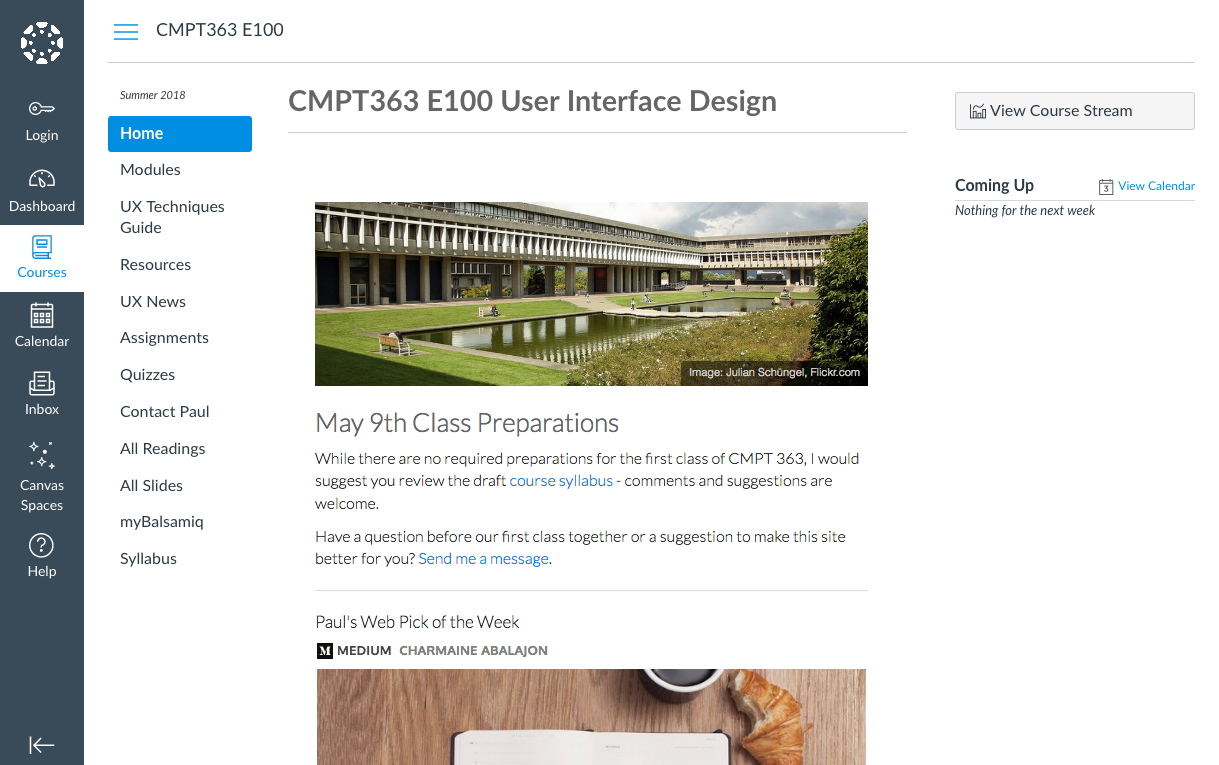 CMPT363 E100
Login
Dashboard
Courses
Calendar
Inbox
Canvas
Spaces
Help
Summer 2018
Home
Modules
UX Techniques
Guide
Resources
UX News
Assignments
Quizzes
Contact Paul
All Readings
All Slides
myBalsamiq
Syllabus
CMPT363 E100 User Interface Design
Image: Julian Schüngel, Flickr.com
May 9th Class Preparations
While there are no required preparations for the first class of CMPT 363, I would
suggest you review the draft course syllabus - comments and suggestions are
welcome.
Have a question before our first class together or a suggestion to make this site
better for you? Send me a message.
Paul's Web Pick of the Week
M MEDIUM CHARMAINE ABALAJON
View Course Stream
Coming Up
3 View Calendar
Nothing for the next week